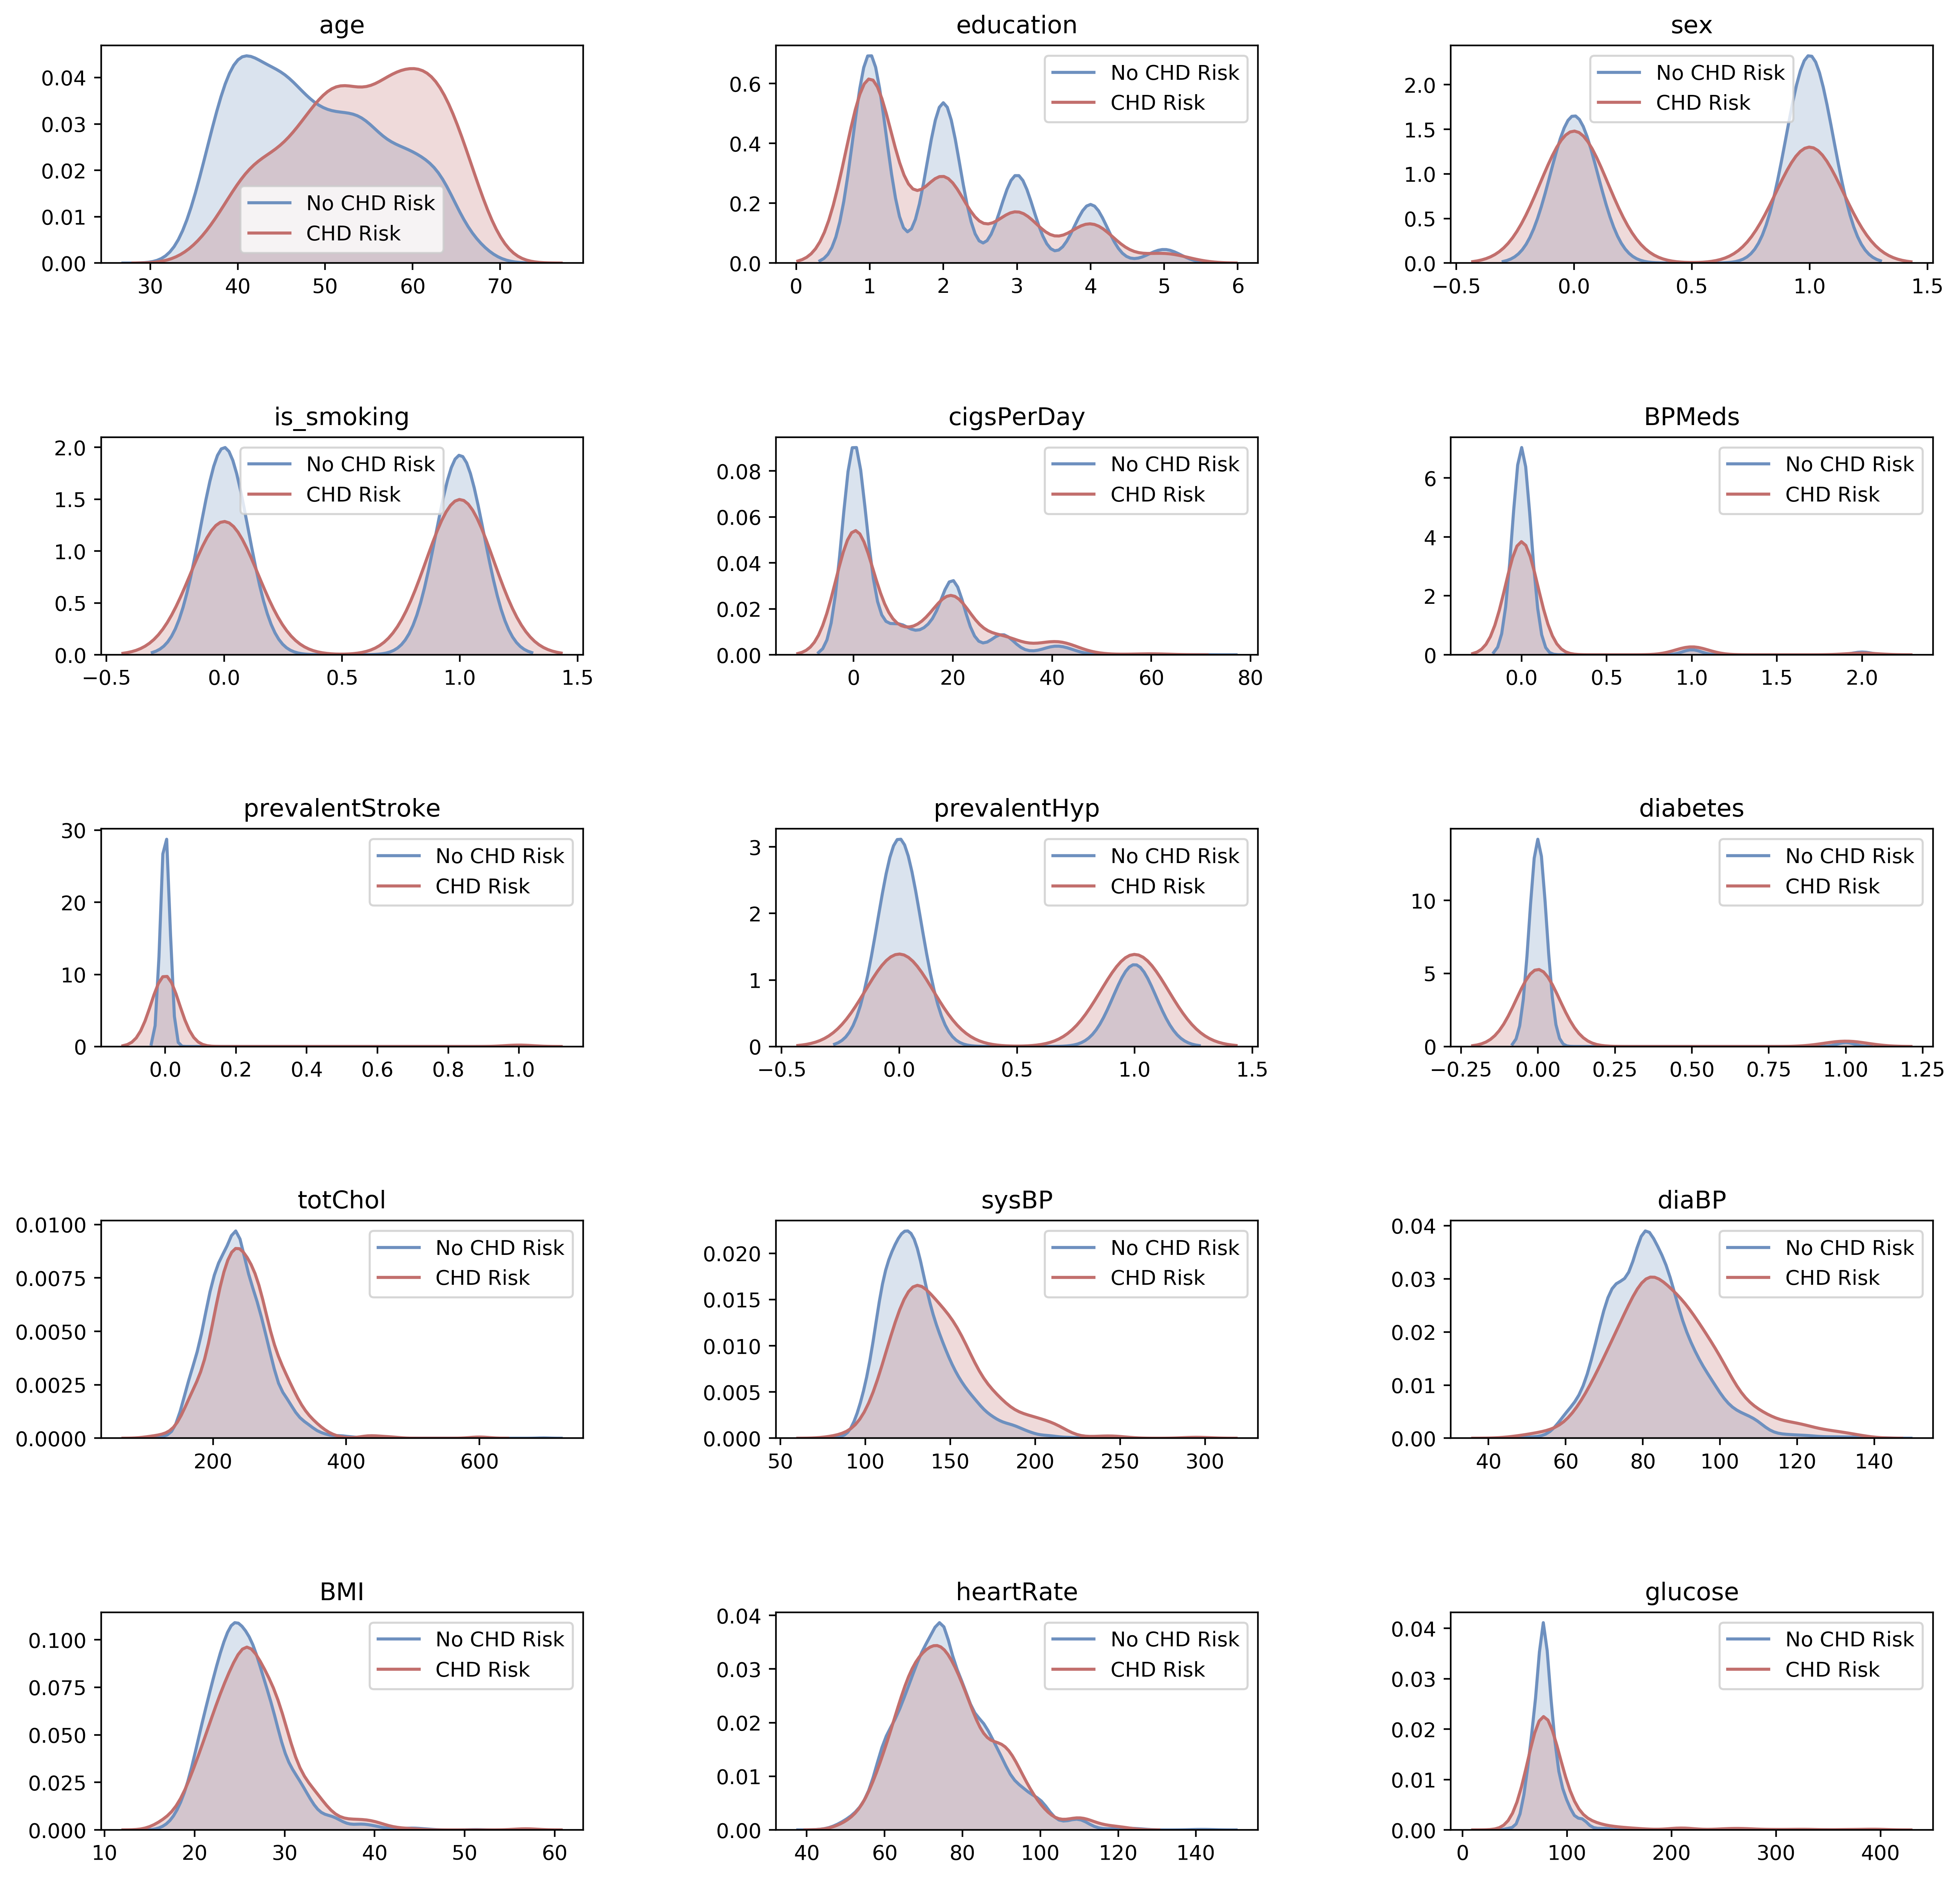 age
0.04
0.03
0.02
0.01
0.00
No CHD Risk
CHD Risk
30 40 50 60 70
education
0.6
0.4
0.2
0.0
No CHD Risk
CHD Risk
0 1 2 3 4 5 6
sex
2.0
1.5
1.0
0.5
0.0
No CHD Risk
CHD Risk
−0.5 0.0 0.5 1.0 1.5
is_smoking
2.0
1.5
1.0
0.5
0.0
No CHD Risk
CHD Risk
−0.5 0.0 0.5 1.0 1.5
cigsPerDay
0.08
0.06
0.04
0.02
0.00
No CHD Risk
CHD Risk
0 20 40 60 80
BPMeds
6
4
2
0
No CHD Risk
CHD Risk
0.0 0.5 1.0 1.5 2.0
prevalentStroke
30
20
10
0
No CHD Risk
CHD Risk
0.0 0.2 0.4 0.6 0.8 1.0
prevalentHyp
3
2
1
0
No CHD Risk
CHD Risk
−0.5 0.0 0.5 1.0 1.5
diabetes
10
5
0
No CHD Risk
CHD Risk
−0.25 0.00 0.25 0.50 0.75 1.00 1.25
totChol
0.0100
0.0075
0.0050
0.0025
0.0000
No CHD Risk
CHD Risk
200 400 600
sysBP
0.020
0.015
0.010
0.005
0.000
No CHD Risk
CHD Risk
50 100 150 200 250 300
diaBP
0.04
0.03
0.02
0.01
0.00
No CHD Risk
CHD Risk
40 60 80 100 120 140
BMI
0.100
0.075
0.050
0.025
0.000
No CHD Risk
CHD Risk
10 20 30 40 50 60
heartRate
0.04
0.03
0.02
0.01
0.00
No CHD Risk
CHD Risk
40 60 80 100 120 140
glucose
0.04
0.03
0.02
0.01
0.00
No CHD Risk
CHD Risk
0 100 200 300 400